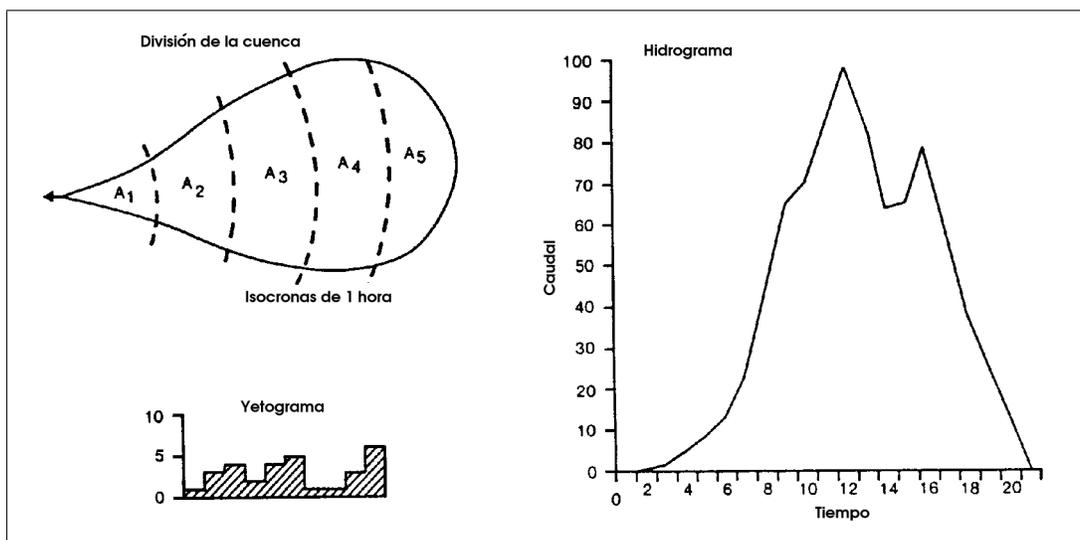 División de la cuenca
A1 A2 A3 A4 A5
Isocronas de 1 hora
Yetograma
10
5
0
Hidrograma
Caudal
100
90
80
70
60
50
40
30
20
10
0
0 2 4 6 8 10 12 14 16 18 20
Tiempo